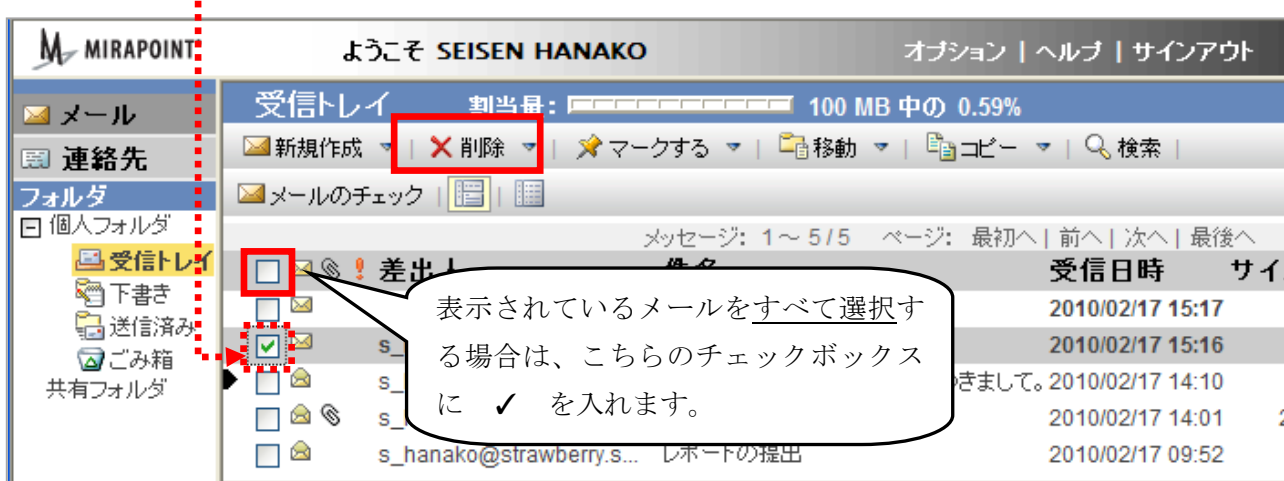 MIRAPOINT ようこそ SEISEN HANAKO オプション | ヘルプ | サインアウト
メール
連絡先
フォルダ
個人フォルダ
受信トレイ
下書き
送信済み
ごみ箱
共有フォルダ
受信トレイ 割当量: 100 MB 中の 0.59%
新規作成 | 削除 | マークする | 移動 | コピー | 検索 |
メールのチェック | |
メッセージ: 1～5/5 ページ: 最初へ | 前へ | 次へ | 最後へ
差出人 件名 受信日時 サイ
2010/02/17 15:17
s_ 2010/02/17 15:16
s_ きまして。 2010/02/17 14:10
s_ 2010/02/17 14:01
s_hanako@strawberry.s... レポートの提出 2010/02/17 09:52
表示されているメールをすべて選択す
る場合は、こちらのチェックボックス
に ✓ を入れます。